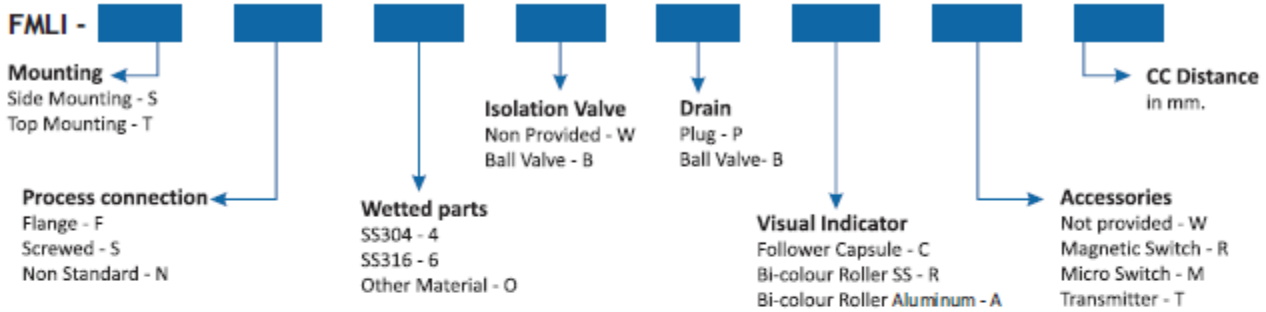 FMLI -
Mounting
Side Mounting - S
Top Mounting - T
Process connection
Flange - F
Screwed - S
Non Standard - N
Wetted parts
SS304 - 4
SS316 - 6
Other Material - O
Isolation Valve
Non Provided - W
Ball Valve - B
Drain
Plug - P
Ball Valve- B
Visual Indicator
Follower Capsule - C
Bi-colour Roller SS - R
Bi-colour Roller Aluminum - A
Accessories
Not provided - W
Magnetic Switch - R
Micro Switch - M
Transmitter - T
CC Distance
in mm.